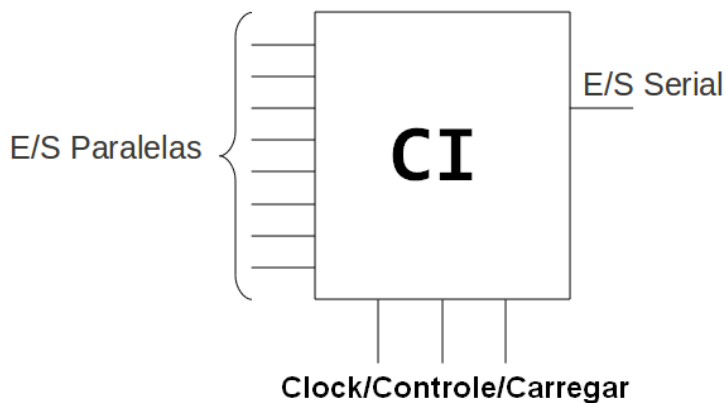 E/S Serial
E/S Paralelas
CI
Clock/Controle/Carregar